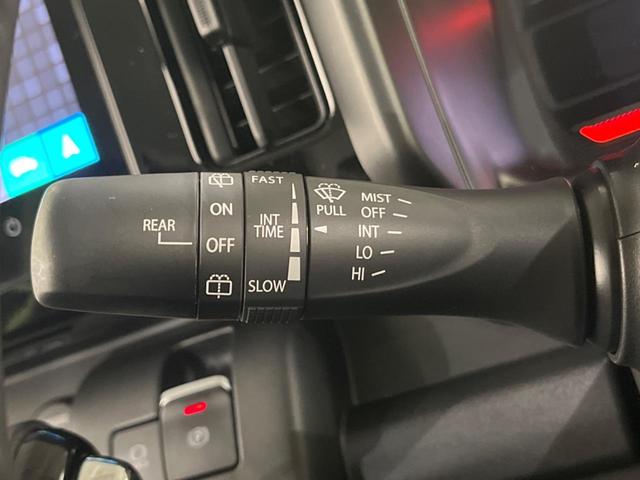 REAR
ON
OFF
FAST
INT
TIME
SLOW
PULL
MIST
OFF
INT
LO
HI
A